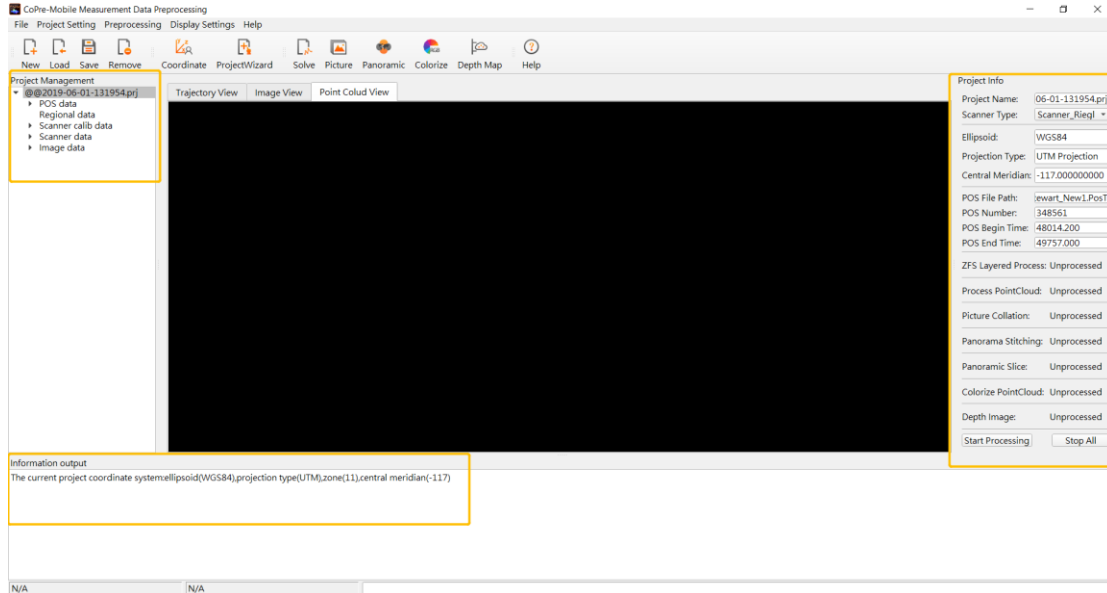 CoPre-Mobile Measurement Data Preprocessing
File Project Setting Preprocessing Display Settings Help
New Load Save Remove Coordinate ProjectWizard Solve Picture Panoramic Colorize Depth Map Help
Project Management
@@2019-06-01-131954.prj
POS data
Regional data
Scanner calib data
Scanner data
Image data
Trajectory View Image View Point Colud View
Project Info
Project Name: 06-01-131954.prj
Scanner Type: Scanner_Riegl
Ellipsoid: WGS84
Projection Type: UTM Projection
Central Meridian: -117.000000000
POS File Path: tewart_New1.PosT
POS Number: 348561
POS Begin Time: 48014.200
POS End Time: 49757.000
ZFS Layered Process: Unprocessed
Process PointCloud: Unprocessed
Picture Collation: Unprocessed
Panorama Stitching: Unprocessed
Panoramic Slice: Unprocessed
Colorize PointCloud: Unprocessed
Depth Image: Unprocessed
Start Processing Stop All
Information output
The current project coordinate system:ellipsoid(WGS84),projection type(UTM),zone(11),central meridian(-117)
N/A N/A